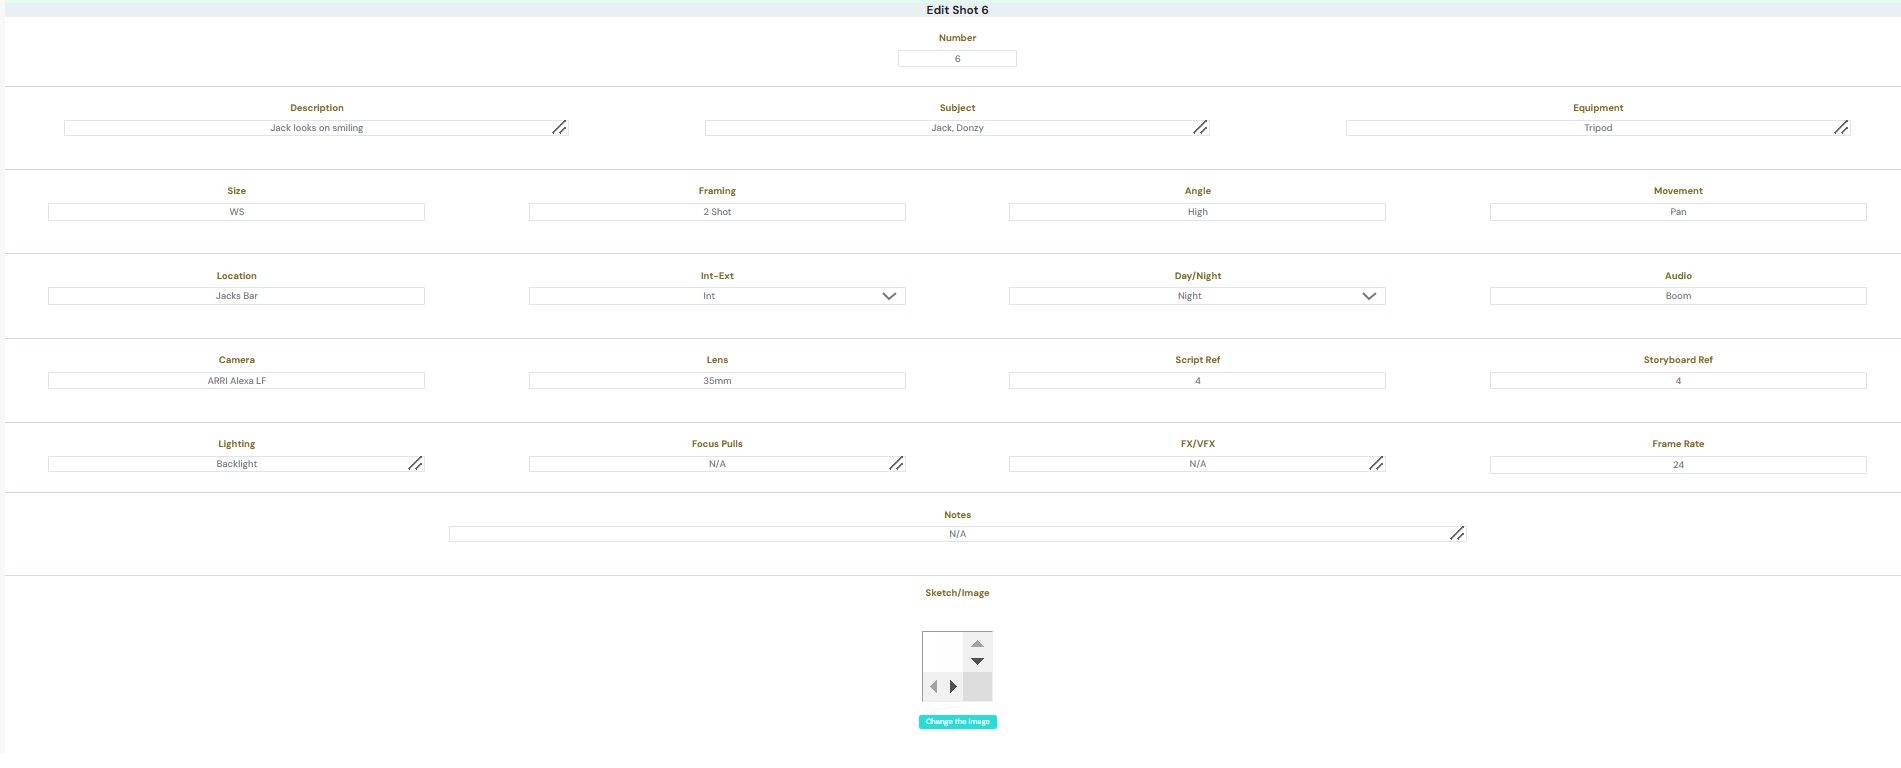 Edit Shot 6
Number
6
Description Subject Equipment
Jack looks on smiling Jack, Donzy Tripod
Size Framing Angle Movement
WS 2 Shot High Pan
Location Int-Ext Day/Night Audio
Jacks Bar Int Night Boom
Camera Lens Script Ref Storyboard Ref
ARRI Alexa LF 35mm 4 4
Lighting Focus Pulls FX/VFX Frame Rate
Backlight N/A N/A 24
Notes
N/A
Sketch/Image
Change the Image